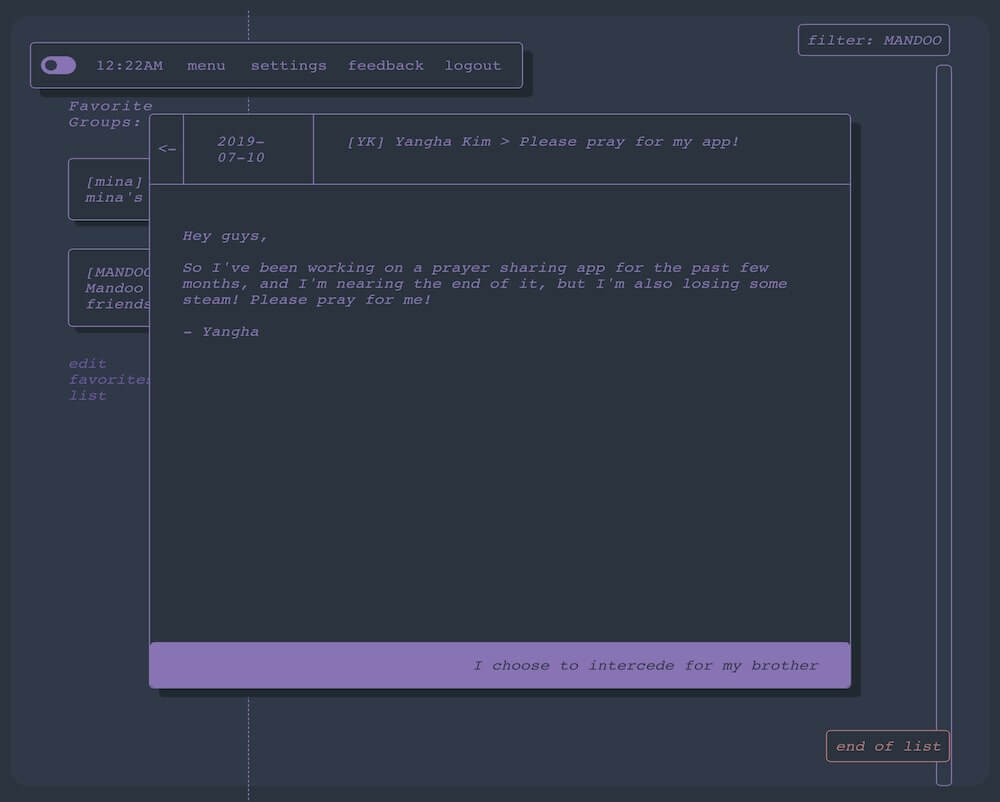 filter: MANDOO
12:22AM menu settings feedback logout
Favorite
Groups:
[mina]
mina's
[MANDOO
Mandoo
friends
edit
favorites
list
<-
2019-
07-10
[YK] Yangha Kim > Please pray for my app!
Hey guys,
So I've been working on a prayer sharing app for the past few
months, and I'm nearing the end of it, but I'm also losing some
steam! Please pray for me!
- Yangha
I choose to intercede for my brother
end of list